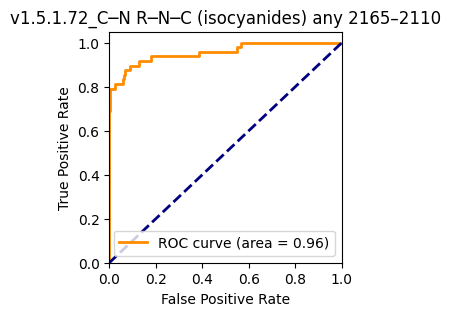 v1.5.1.72_C─N R─N─C (isocyanides) any 2165–2110
1.0
0.8
0.6
0.4
0.2
0.0
True Positive Rate
ROC curve (area = 0.96)
0.0 0.2 0.4 0.6 0.8 1.0
False Positive Rate